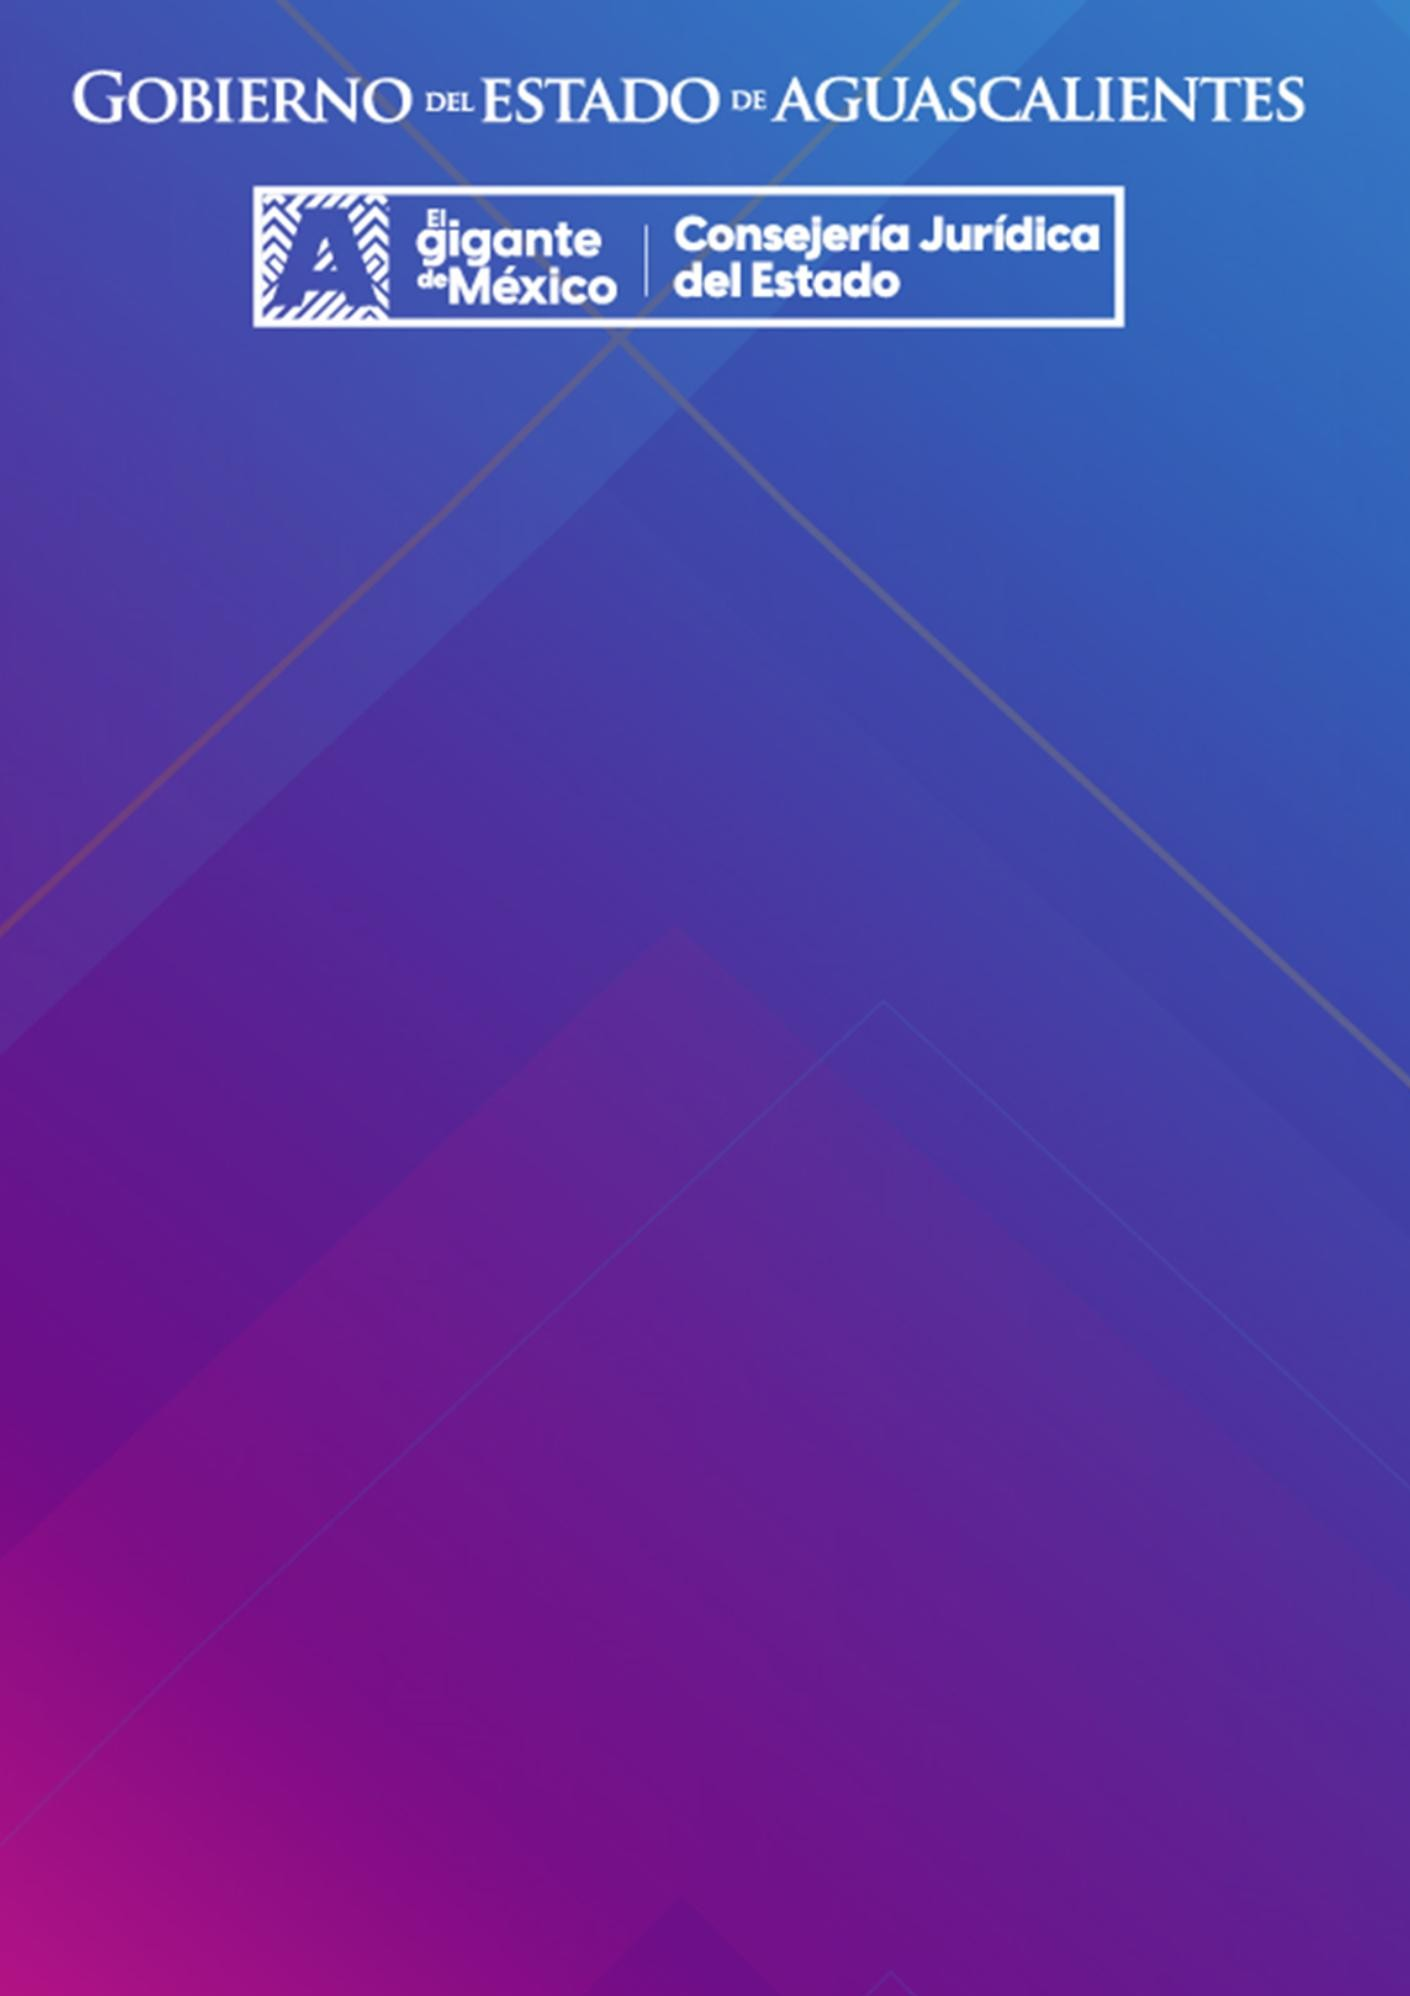 GOBIERNO DEL ESTADO DE AGUASCALIENTES
El gigante de México
Consejería Jurídica
del Estado